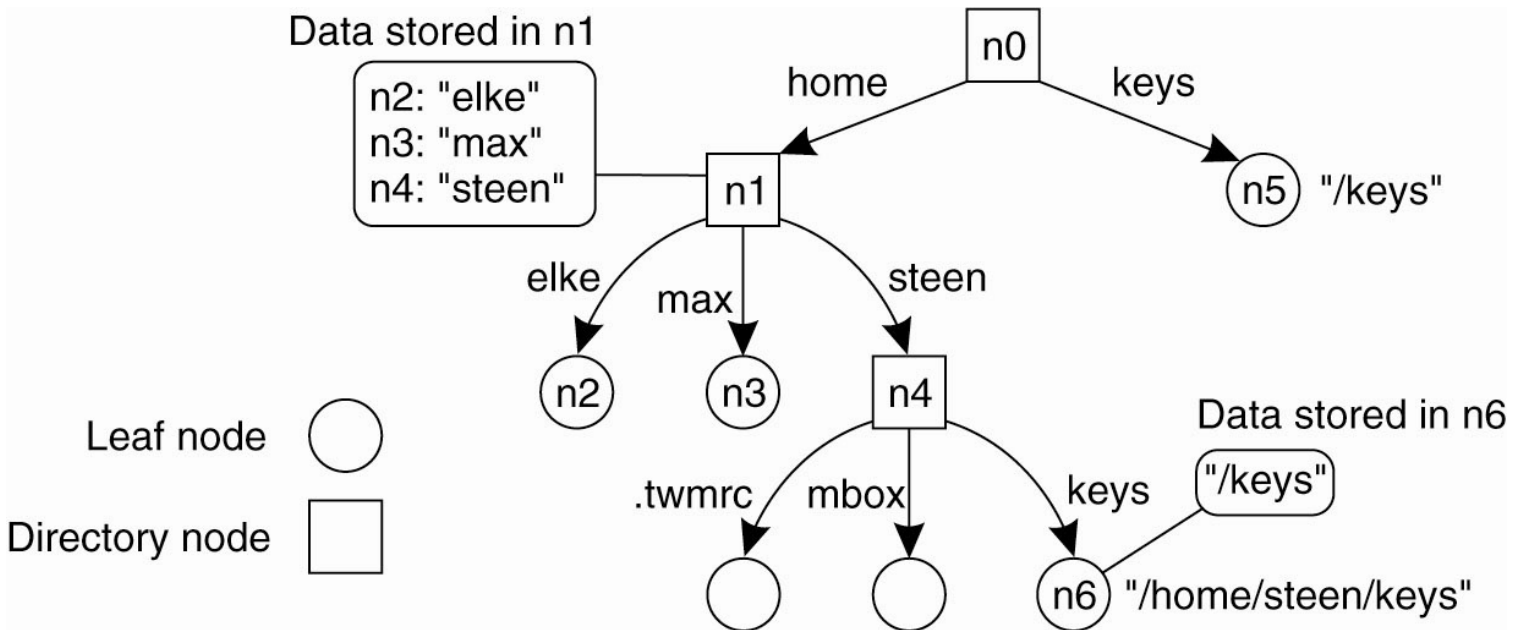 Data stored in n1
n2: "elke"
n3: "max"
n4: "steen"
n0
home
keys
n1
n5
"/keys"
elke
max
steen
n2
n3
n4
Leaf node
Directory node
Data stored in n6
"/keys"
.twmrc
mbox
keys
n6
"/home/steen/keys"